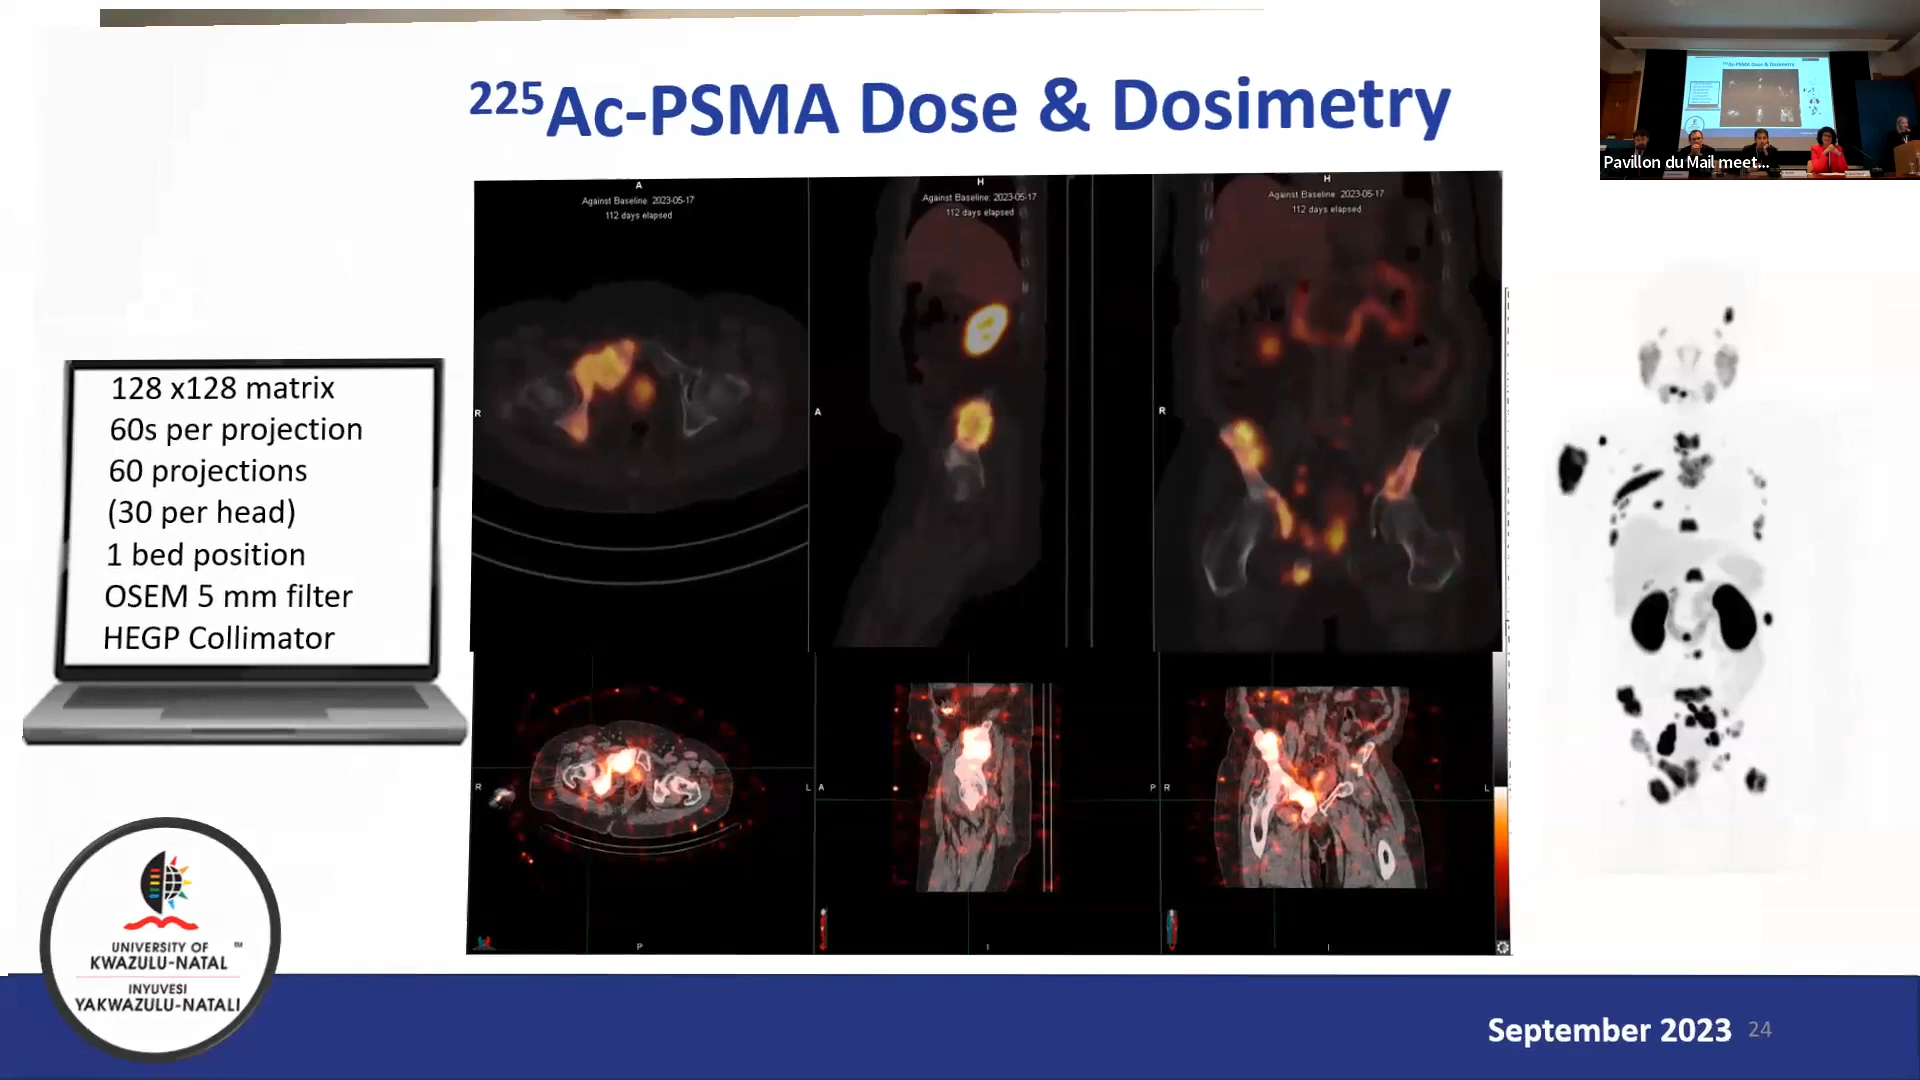 ²²⁵Ac-PSMA Dose & Dosimetry
Pavillon du Mail meet...
128 x128 matrix
60s per projection
60 projections
(30 per head)
1 bed position
OSEM 5 mm filter
HEGP Collimator
A
Against Baseline: 2023-05-17
112 days elapsed
R
H
Against Baseline: 2023-05-17
112 days elapsed
A
H
Against Baseline: 2023-05-17
112 days elapsed
R
R
L
P
A
P
I
R
L
I
UNIVERSITY OF ™
KWAZULU-NATAL
INYUVESI
YAKWAZULU-NATALI
September 2023
24